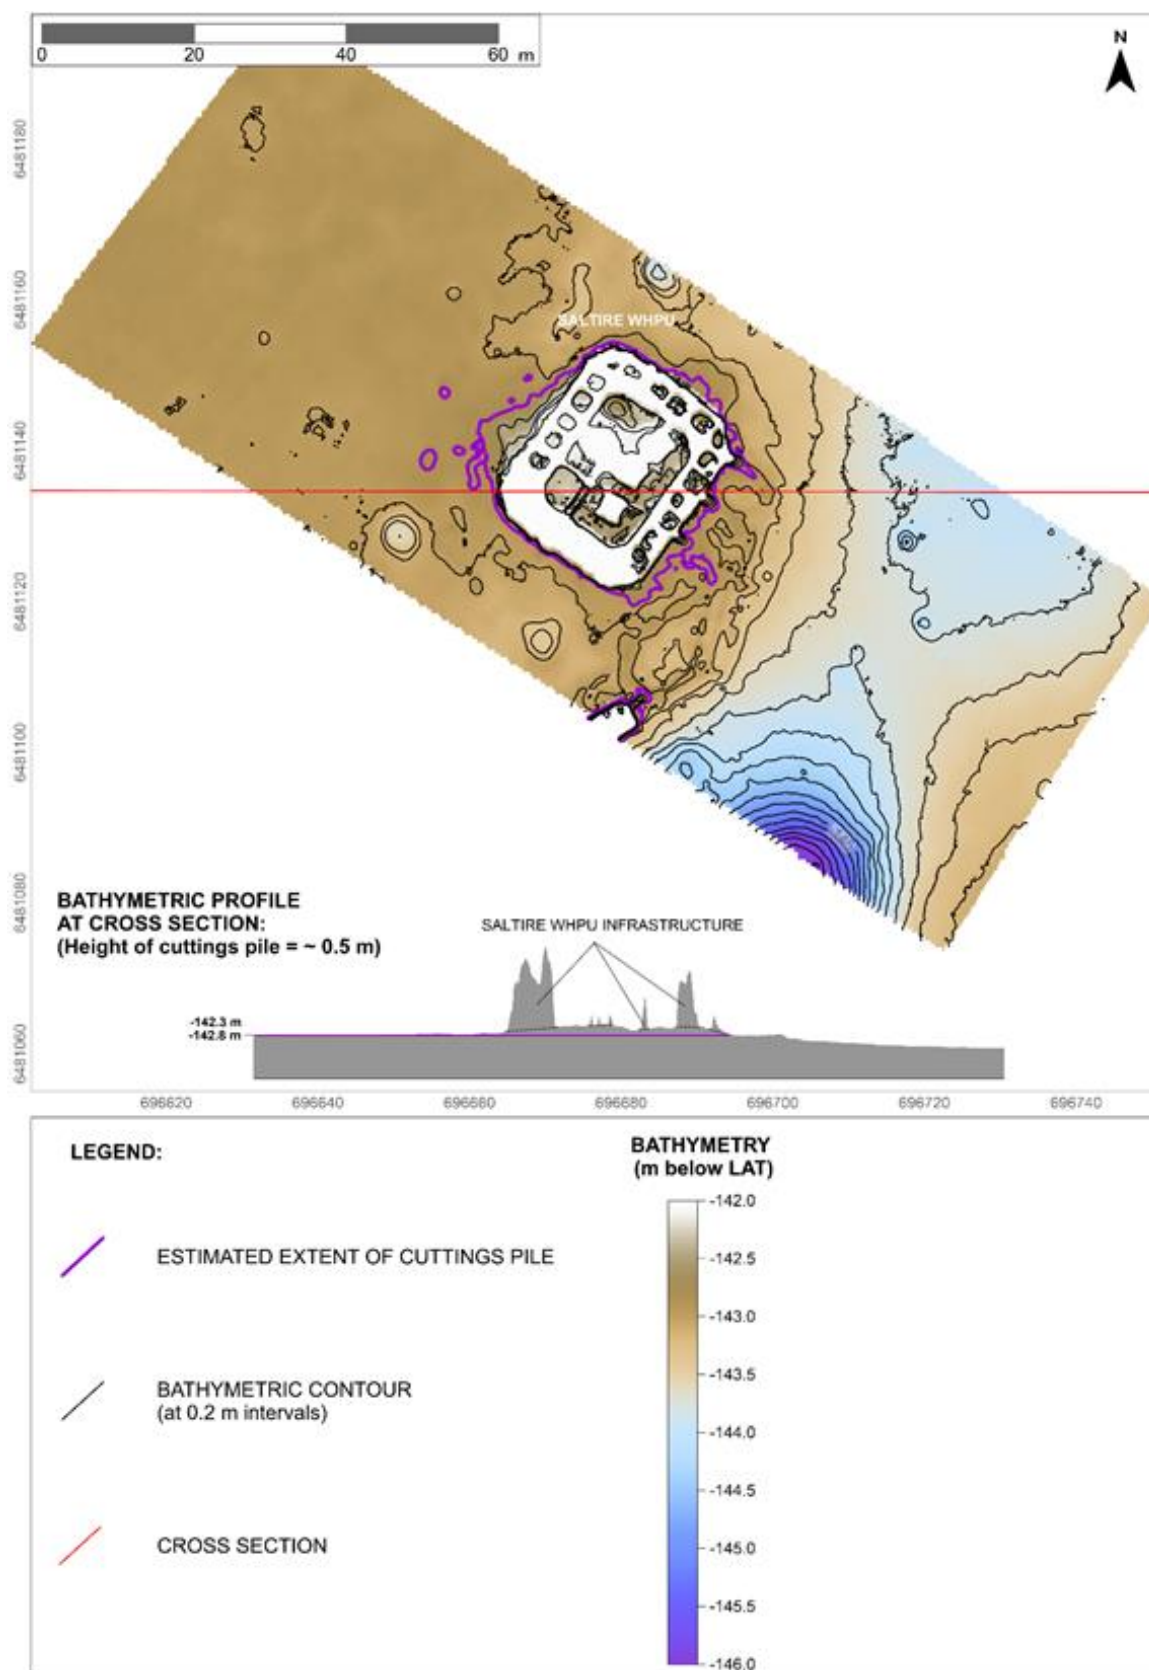 0 20 40 60 m
N
6481180
6481160
6481140
6481120
6481100
6481080
6481060
SALTIRE WHPU
BATHYMETRIC PROFILE
AT CROSS SECTION:
(Height of cuttings pile = ~ 0.5 m)
SALTIRE WHPU INFRASTRUCTURE
-142.3 m
-142.8 m
696620 696640 696660 696680 696700 696720 696740
LEGEND:
ESTIMATED EXTENT OF CUTTINGS PILE
BATHYMETRIC CONTOUR
(at 0.2 m intervals)
CROSS SECTION
BATHYMETRY
(m below LAT)
-142.0
-142.5
-143.0
-143.5
-144.0
-144.5
-145.0
-145.5
-146.0